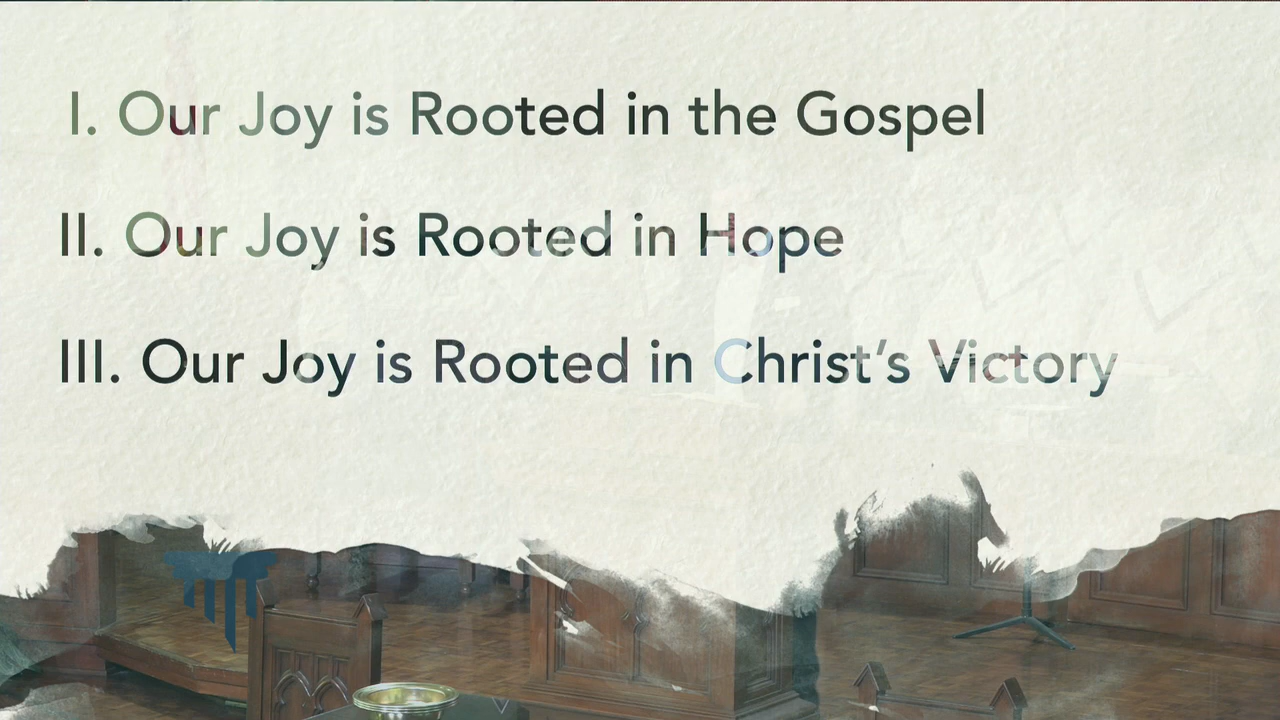 I. Our Joy is Rooted in the Gospel
II. Our Joy is Rooted in Hope
III. Our Joy is Rooted in Christ’s Victory